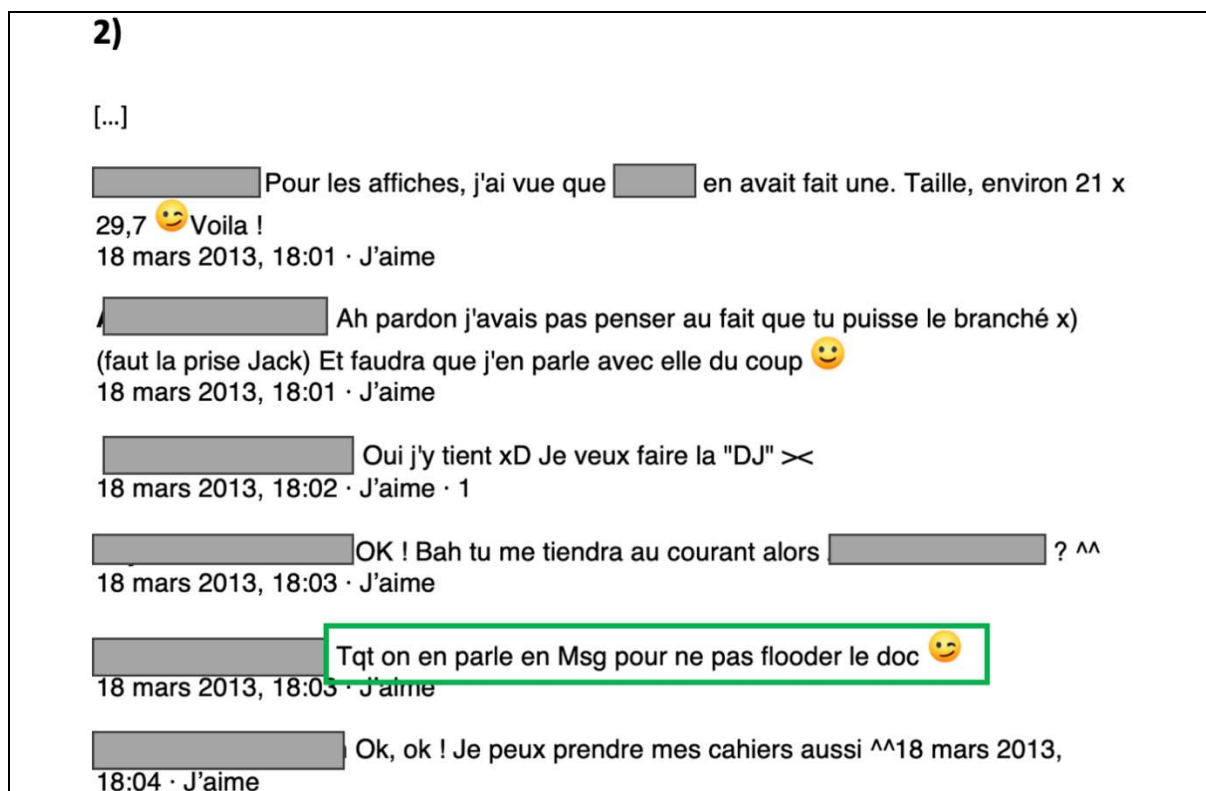 2)
[...]
Pour les affiches, j'ai vue que en avait fait une. Taille, environ 21 x
29,7 😉Voila !
18 mars 2013, 18:01 · J'aime
Ah pardon j'avais pas penser au fait que tu puisse le branché x)
(faut la prise Jack) Et faudra que j'en parle avec elle du coup 🙂
18 mars 2013, 18:01 · J'aime
Oui j'y tient xD Je veux faire la "DJ" ><
18 mars 2013, 18:02 · J'aime · 1
OK ! Bah tu me tiendra au courant alors ? ^^
18 mars 2013, 18:03 · J'aime
Tqt on en parle en Msg pour ne pas flooder le doc 😉
18 mars 2013, 18:03 · J'aime
Ok, ok ! Je peux prendre mes cahiers aussi ^^18 mars 2013,
18:04 · J'aime